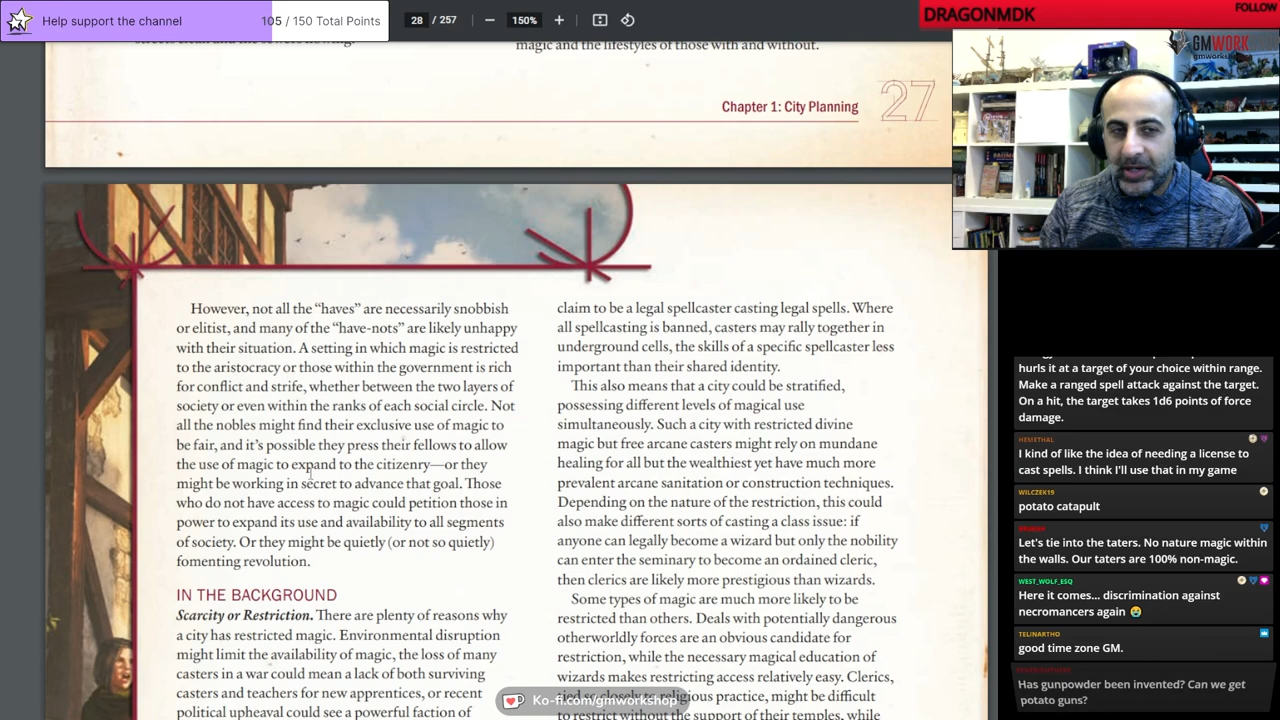 Help support the channel
105 / 150 Total Points
28 / 257
150%
DRAGONMDK
FOLLOW
GMWORK
gmworks
magic and the lifestyles of those with and without.
Chapter 1: City Planning
27
However, not all the “haves” are necessarily snobbish
or elitist, and many of the “have-nots” are likely unhappy
with their situation. A setting in which magic is restricted
to the aristocracy or those within the government is rich
for conflict and strife, whether between the two layers of
society or even within the ranks of each social circle. Not
all the nobles might find their exclusive use of magic to
be fair, and it’s possible they press their fellows to allow
the use of magic to expand to the citizenry—or they
might be working in secret to advance that goal. Those
who do not have access to magic could petition those in
power to expand its use and availability to all segments
of society. Or they might be quietly (or not so quietly)
fomenting revolution.
IN THE BACKGROUND
Scarcity or Restriction. There are plenty of reasons why
a city has restricted magic. Environmental disruption
might limit the availability of magic, the loss of many
casters in a war could mean a lack of both surviving
casters and teachers for new apprentices, or recent
political upheaval could see a powerful faction of
claim to be a legal spellcaster casting legal spells. Where
all spellcasting is banned, casters may rally together in
underground cells, the skills of a specific spellcaster less
important than their shared identity.
This also means that a city could be stratified,
possessing different levels of magical use
simultaneously. Such a city with restricted divine
magic but free arcane casters might rely on mundane
healing for all but the wealthiest yet have much more
prevalent arcane sanitation or construction techniques.
Depending on the nature of the restriction, this could
also make different sorts of casting a class issue: if
anyone can legally become a wizard but only the nobility
can enter the seminary to become an ordained cleric,
then clerics are likely more prestigious than wizards.
Some types of magic are much more likely to be
restricted than others. Deals with potentially dangerous
otherworldly forces are an obvious candidate for
restriction, while the necessary magical education of
wizards makes restricting access relatively easy. Clerics,
tied so closely to religious practice, might be difficult
to restrict without the support of their temples, while
Ko-fi.com/gmworkshop
hurls it at a target of your choice within range.
Make a ranged spell attack against the target.
On a hit, the target takes 1d6 points of force
damage.
HEMETHAL
I kind of like the idea of needing a license to
cast spells. I think I'll use that in my game
WILCZEK19
potato catapult
Let's tie into the taters. No nature magic within
the walls. Our taters are 100% non-magic.
WEST_WOLF_ESQ
Here it comes... discrimination against
necromancers again
TELINARTHO
good time zone GM.
Has gunpowder been invented? Can we get
potato guns?